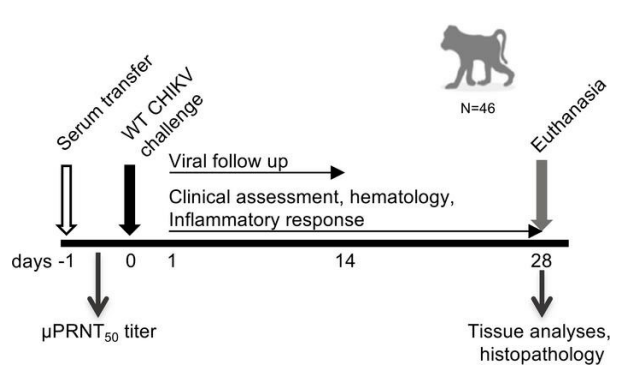 Serum transfer
WT CHIKV
challenge
N=46
Euthanasia
Viral follow up
Clinical assessment, hematology,
Inflammatory response
days -1 0 1 14 28
µPRNT50 titer
Tissue analyses,
histopathology